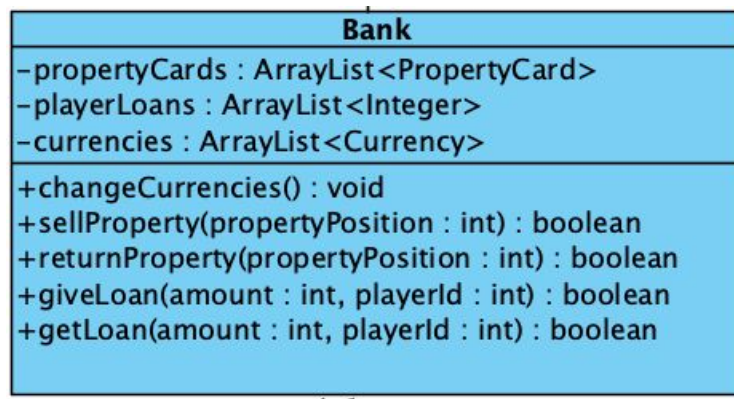 Bank
-propertyCards : ArrayList<PropertyCard>
-playerLoans : ArrayList<Integer>
-currencies : ArrayList<Currency>
+changeCurrencies() : void
+sellProperty(propertyPosition : int) : boolean
+returnProperty(propertyPosition : int) : boolean
+giveLoan(amount : int, playerId : int) : boolean
+getLoan(amount : int, playerId : int) : boolean